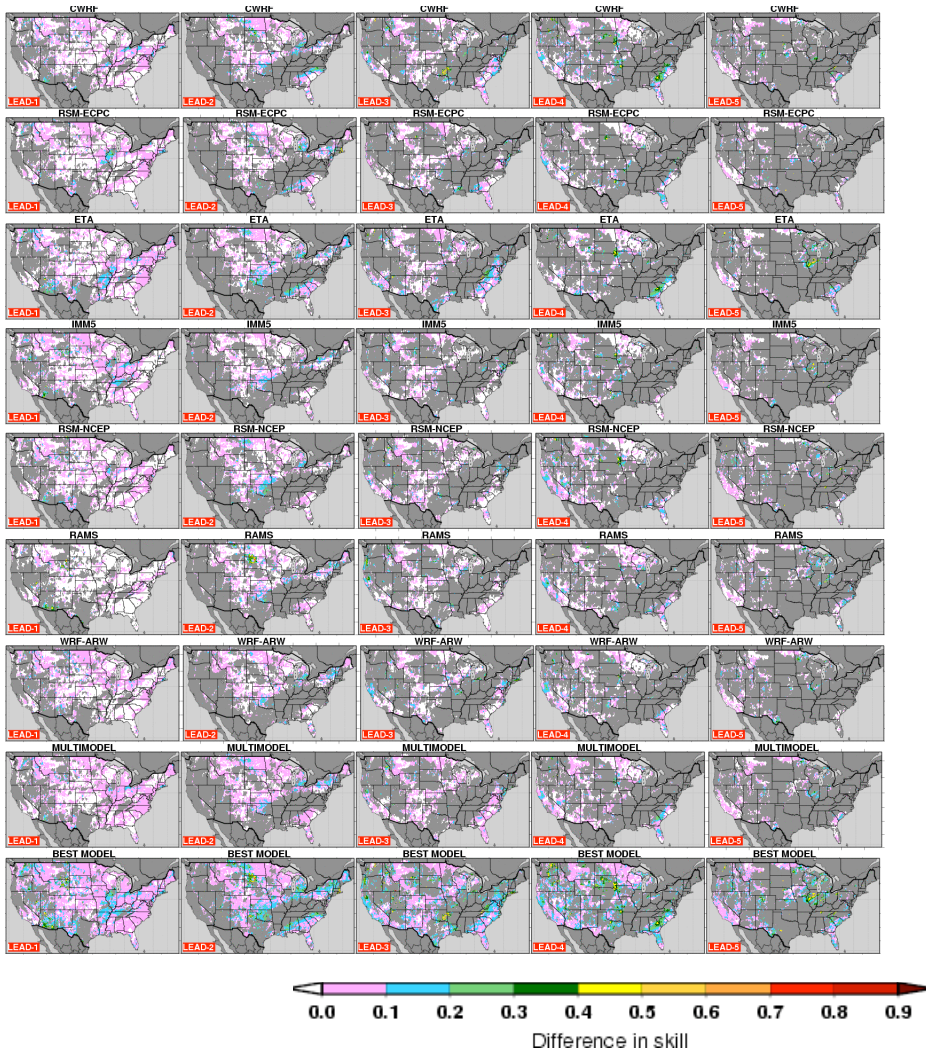 CWRF CWRF CWRF CWRF CWRF
LEAD-1 LEAD-2 LEAD-3 LEAD-4 LEAD-5
RSM-ECPC RSM-ECPC RSM-ECPC RSM-ECPC RSM-ECPC
LEAD-1 LEAD-2 LEAD-3 LEAD-4 LEAD-5
ETA ETA ETA ETA ETA
LEAD-1 LEAD-2 LEAD-3 LEAD-4 LEAD-5
IMM5 IMM5 IMM5 IMM5 IMM5
LEAD-1 LEAD-2 LEAD-3 LEAD-4 LEAD-5
RSM-NCEP RSM-NCEP RSM-NCEP RSM-NCEP RSM-NCEP
LEAD-1 LEAD-2 LEAD-3 LEAD-4 LEAD-5
RAMS RAMS RAMS RAMS RAMS
LEAD-1 LEAD-2 LEAD-3 LEAD-4 LEAD-5
WRF-ARW WRF-ARW WRF-ARW WRF-ARW WRF-ARW
LEAD-1 LEAD-2 LEAD-3 LEAD-4 LEAD-5
MULTIMODEL MULTIMODEL MULTIMODEL MULTIMODEL MULTIMODEL
LEAD-1 LEAD-2 LEAD-3 LEAD-4 LEAD-5
BEST MODEL BEST MODEL BEST MODEL BEST MODEL BEST MODEL
LEAD-1 LEAD-2 LEAD-3 LEAD-4 LEAD-5
0.0 0.1 0.2 0.3 0.4 0.5 0.6 0.7 0.8 0.9
Difference in skill